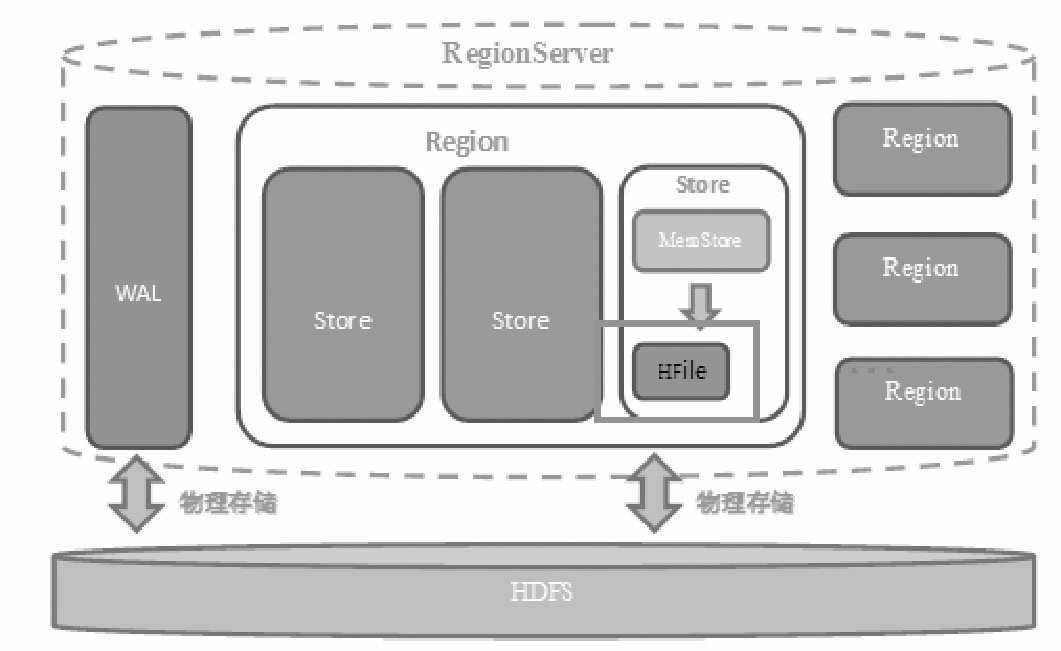 RegionServer
Region
Store
MemStore
WAL
Store
Store
HFile
Region
Region
...
Region
物理存储
物理存储
HDFS